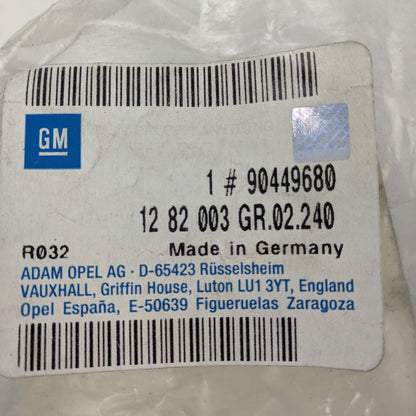 GM
1 # 90449680
12 82 003 GR.02.240
R032 Made in Germany
ADAM OPEL AG · D-65423 Rüsselsheim
VAUXHALL, Griffin House, Luton LU1 3YT, England
Opel España, E-50639 Figueruelas Zaragoza